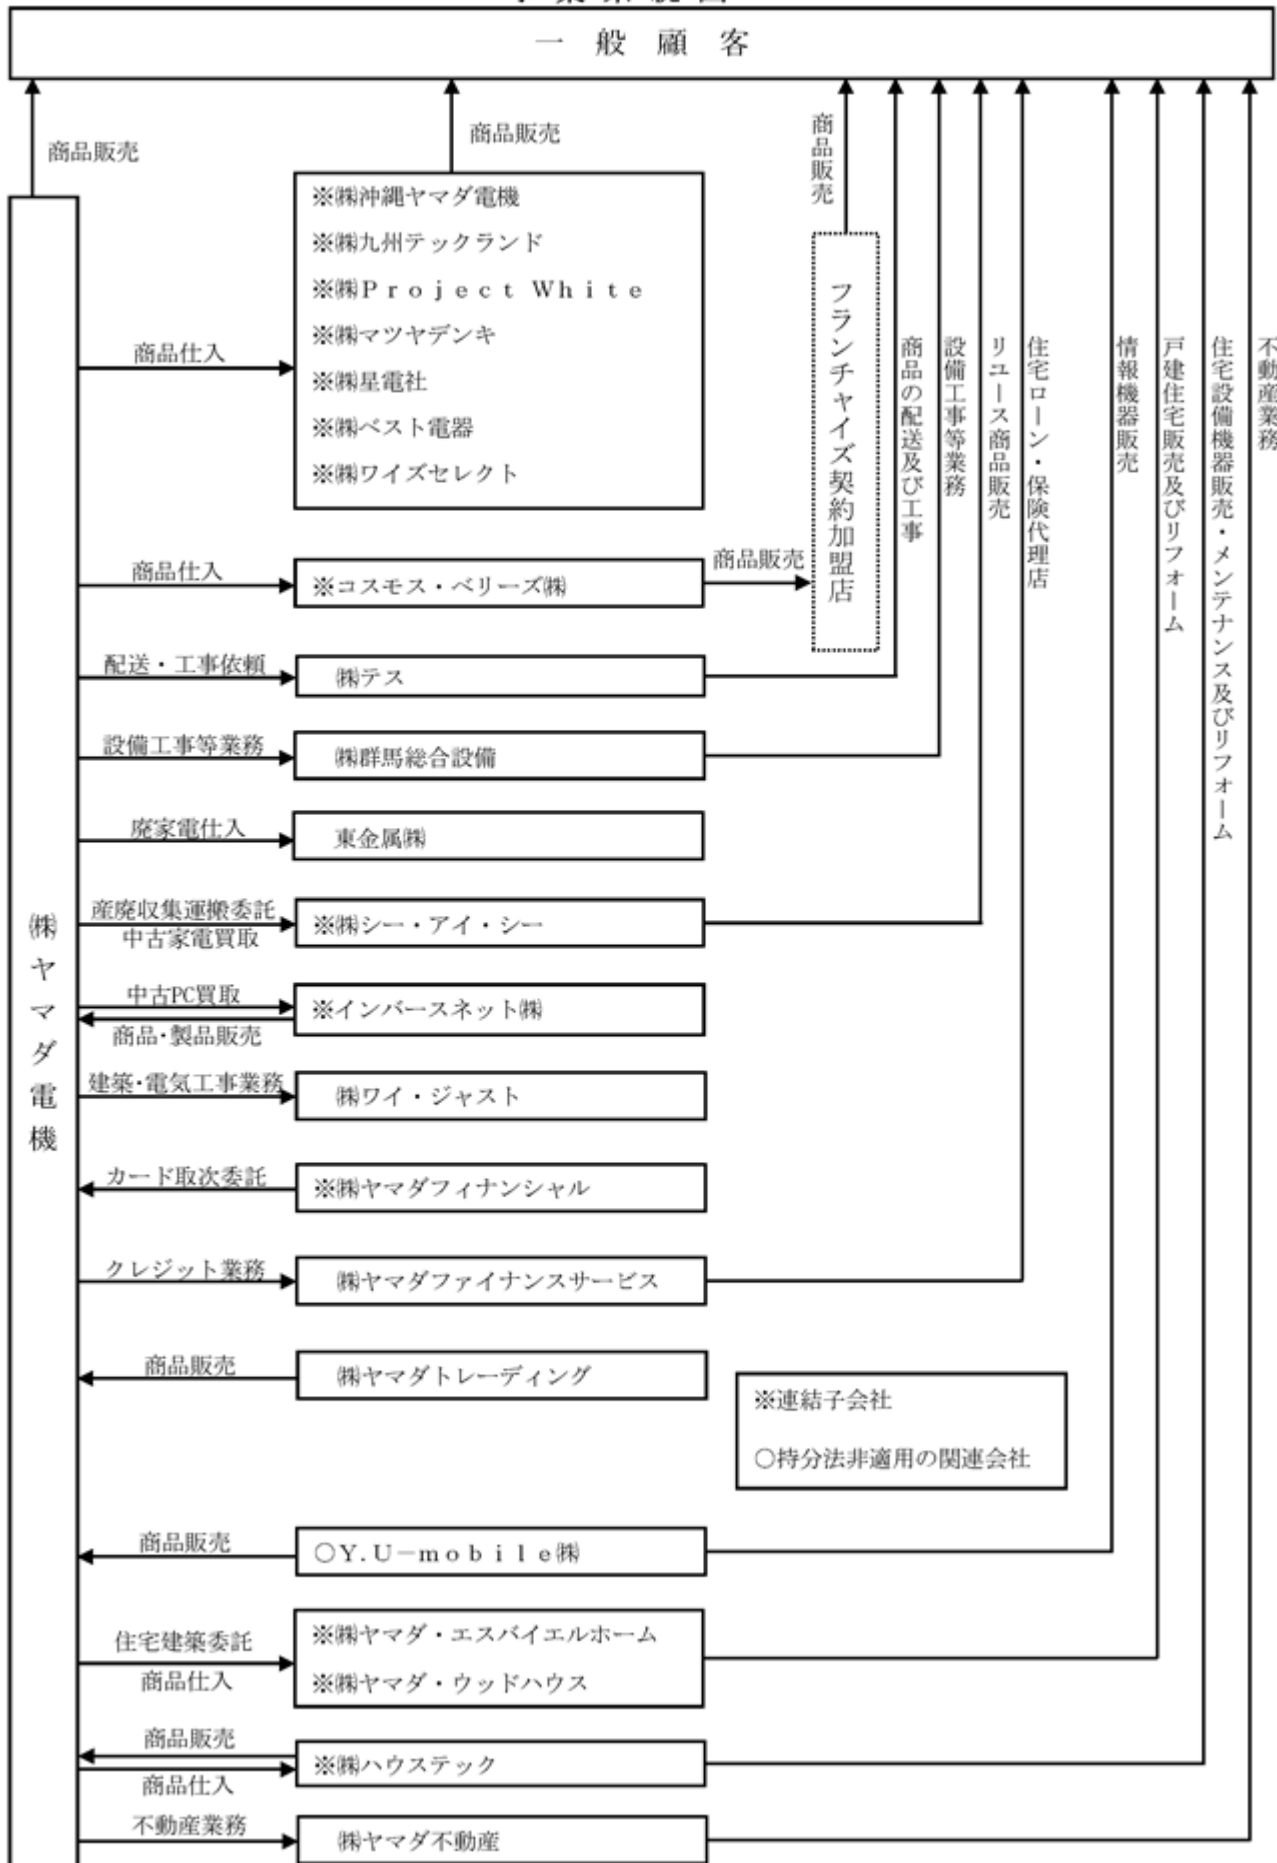 一般顧客
商品販売
商品販売
商品販売
※㈱沖縄ヤマダ電機
※㈱九州テックランド
※㈱Project White
※㈱マツヤデンキ
※㈱星電社
※㈱ベスト電器
※㈱ワイズセレクト
商品仕入
フランチャイズ契約加盟店
商品の配送及び工事
設備工事等業務
リユース商品販売
住宅ローン・保険代理店
情報機器販売
戸建住宅販売及びリフォーム
住宅設備機器販売・メンテナンス及びリフォーム
不動産業務
商品仕入
※コスモス・ベリーズ㈱
商品販売
配送・工事依頼
㈱テス
設備工事等業務
㈱群馬総合設備
廃家電仕入
東金属㈱
㈱ヤマダ電機
産廃収集運搬委託
中古家電買取
※㈱シー・アイ・シー
中古PC買取
商品・製品販売
※インバースネット㈱
建築・電気工事業務
㈱ワイ・ジャスト
カード取次委託
※㈱ヤマダフィナンシャル
クレジット業務
㈱ヤマダファイナンスサービス
商品販売
㈱ヤマダトレーディング
※連結子会社
○持分法非適用の関連会社
商品販売
○Y.U－mobile㈱
住宅建築委託
商品仕入
※㈱ヤマダ・エスバイエルホーム
※㈱ヤマダ・ウッドハウス
商品販売
商品仕入
※㈱ハウステック
不動産業務
㈱ヤマダ不動産